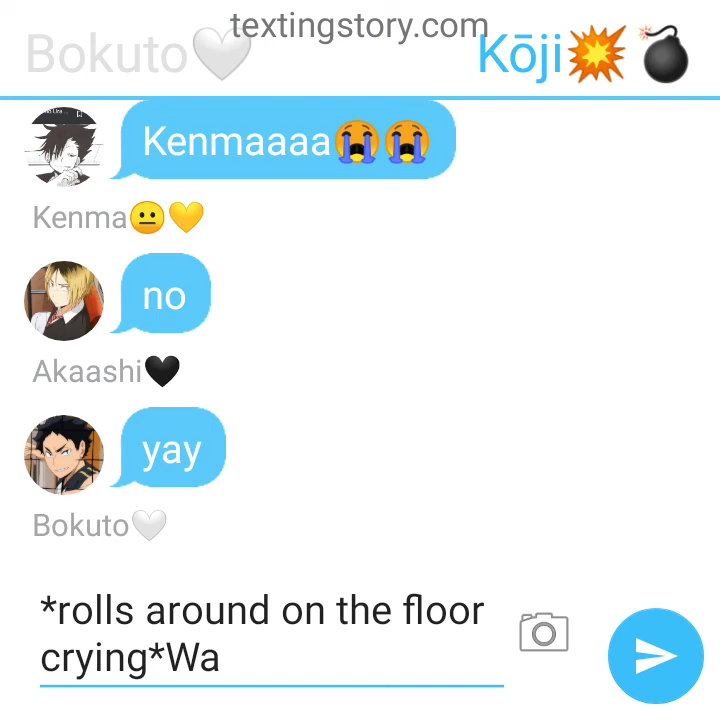 textingstory.com
Bokuto🤍 Kōji💥💣
Kenmaaaa😭😭
Kenma😐💛
no
Akaashi🖤
yay
Bokuto🤍
*rolls around on the floor
crying*Wa